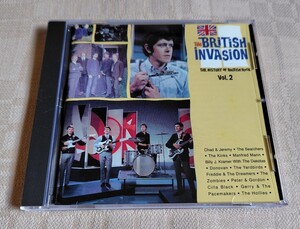 The
BRITISH
INVASION
THE HISTORY OF BRITISH ROCK
Vol. 2
Chad & Jeremy • The Searchers
• The Kinks • Manfred Mann •
Billy J. Kramer With The Dakotas
• Donovan • The Yardbirds •
Freddie & The Dreamers • The
Zombies • Peter & Gordon •
Cilla Black • Gerry & The
Pacemakers • The Hollies •